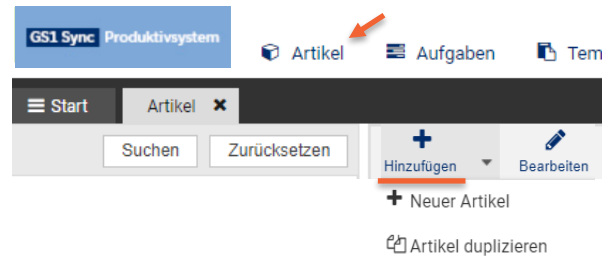 GS1 Sync Produktivsystem
Artikel Aufgaben Tem
Start Artikel
Suchen Zurücksetzen Hinzufügen Bearbeiten
Neuer Artikel
Artikel duplizieren